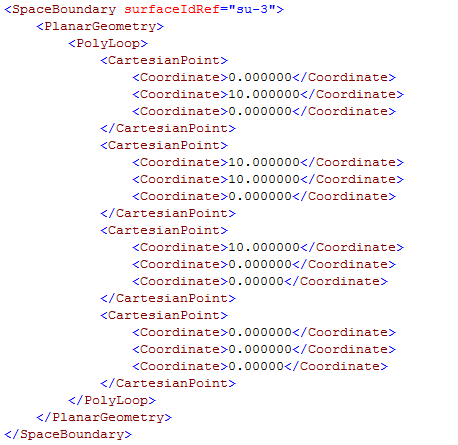 <SpaceBoundary surfaceIdRef="su-3">
<PlanarGeometry>
<PolyLoop>
<CartesianPoint>
<Coordinate>0.000000</Coordinate>
<Coordinate>10.000000</Coordinate>
<Coordinate>0.000000</Coordinate>
</CartesianPoint>
<CartesianPoint>
<Coordinate>10.000000</Coordinate>
<Coordinate>10.000000</Coordinate>
<Coordinate>0.000000</Coordinate>
</CartesianPoint>
<CartesianPoint>
<Coordinate>10.000000</Coordinate>
<Coordinate>0.000000</Coordinate>
<Coordinate>0.00000</Coordinate>
</CartesianPoint>
<CartesianPoint>
<Coordinate>0.000000</Coordinate>
<Coordinate>0.000000</Coordinate>
<Coordinate>0.00000</Coordinate>
</CartesianPoint>
</PolyLoop>
</PlanarGeometry>
</SpaceBoundary>